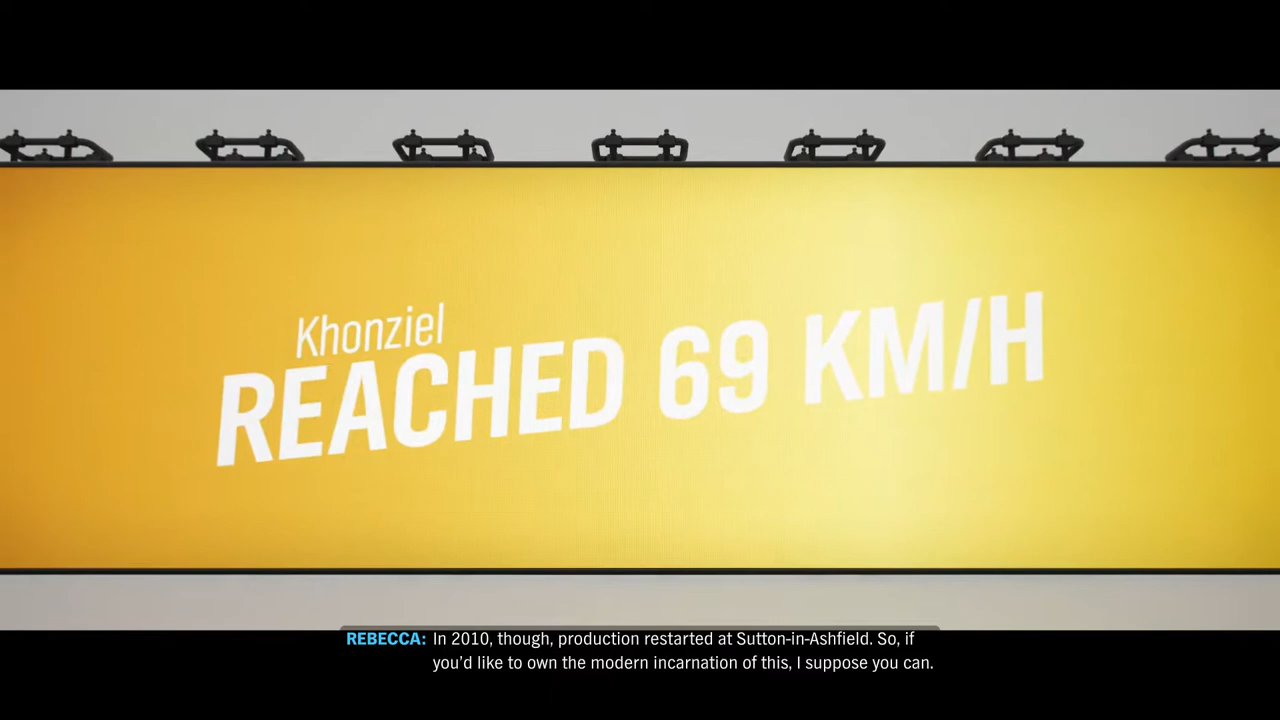 Khonziel
REACHED 69 KM/H
REBECCA: In 2010, though, production restarted at Sutton-in-Ashfield. So, if
you'd like to own the modern incarnation of this, I suppose you can.